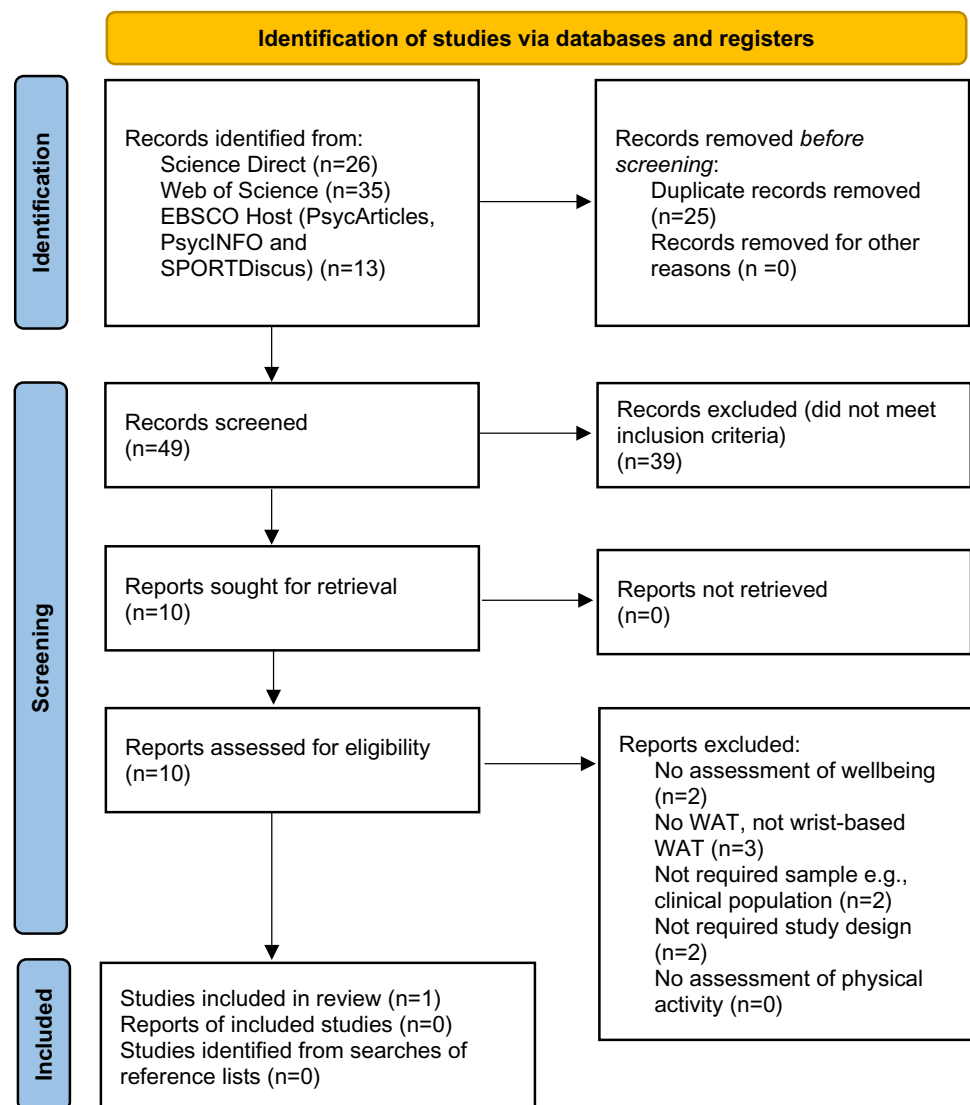 Identification of studies via databases and registers
Identification
Records identified from:
Science Direct (n=26)
Web of Science (n=35)
EBSCO Host (PsycArticles,
PsycINFO and
SPORTDiscus) (n=13)
Records removed before
screening:
Duplicate records removed
(n=25)
Records removed for other
reasons (n =0)
Screening
Records screened
(n=49)
Records excluded (did not meet
inclusion criteria)
(n=39)
Reports sought for retrieval
(n=10)
Reports not retrieved
(n=0)
Reports assessed for eligibility
(n=10)
Reports excluded:
No assessment of wellbeing
(n=2)
No WAT, not wrist-based
WAT (n=3)
Not required sample e.g.,
clinical population (n=2)
Not required study design
(n=2)
No assessment of physical
activity (n=0)
Included
Studies included in review (n=1)
Reports of included studies (n=0)
Studies identified from searches of
reference lists (n=0)